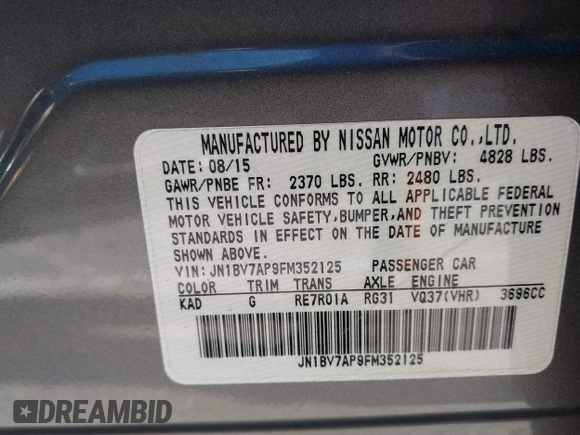 MANUFACTURED BY NISSAN MOTOR CO.,LTD.
DATE: 08/15 GVWR/PNBV: 4828 LBS.
GAWR/PNBE FR: 2370 LBS. RR: 2480 LBS.
THIS VEHICLE CONFORMS TO ALL APPLICABLE FEDERAL
MOTOR VEHICLE SAFETY,BUMPER,AND THEFT PREVENTION
STANDARDS IN EFFECT ON THE DATE OF MANUFACTURE
SHOWN ABOVE.
VIN: JN1BV7AP9FM352125 PASSENGER CAR
COLOR TRIM TRANS AXLE ENGINE
KAD G RE7R01A RG31 VQ37(VHR) 3696CC
JN1BV7AP9FM352125
DREAMBID